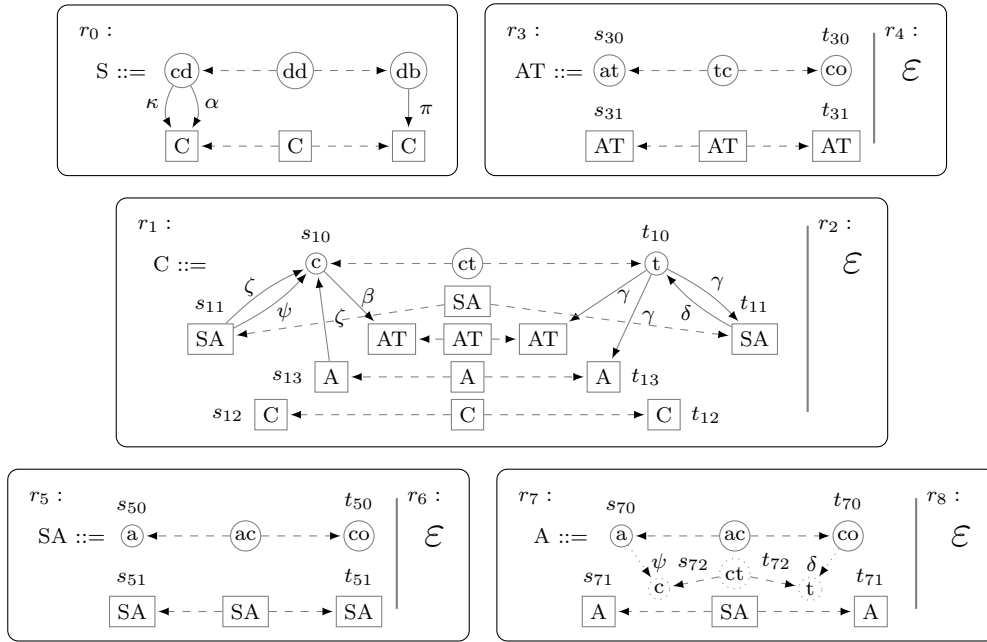 r₀ :
S ::= cd dd db
κ α π
C C C
r₃ : s₃₀ t₃₀ r₄ :
AT ::= at tc co ε
s₃₁ t₃₁
AT AT AT
r₁ : s₁₀ t₁₀ r₂ :
C ::= c ct t ε
ζ ψ β γ γ δ
s₁₁ SA t₁₁
SA ζ AT AT AT γ SA
s₁₃ A A A t₁₃
s₁₂ C C C t₁₂
r₅ : s₅₀ t₅₀ r₆ :
SA ::= a ac co ε
s₅₁ t₅₁
SA SA SA
r₇ : s₇₀ t₇₀ r₈ :
A ::= a ac co ε
ψ s₇₂ t₇₂ δ
c ct t
s₇₁ t₇₁
A SA A